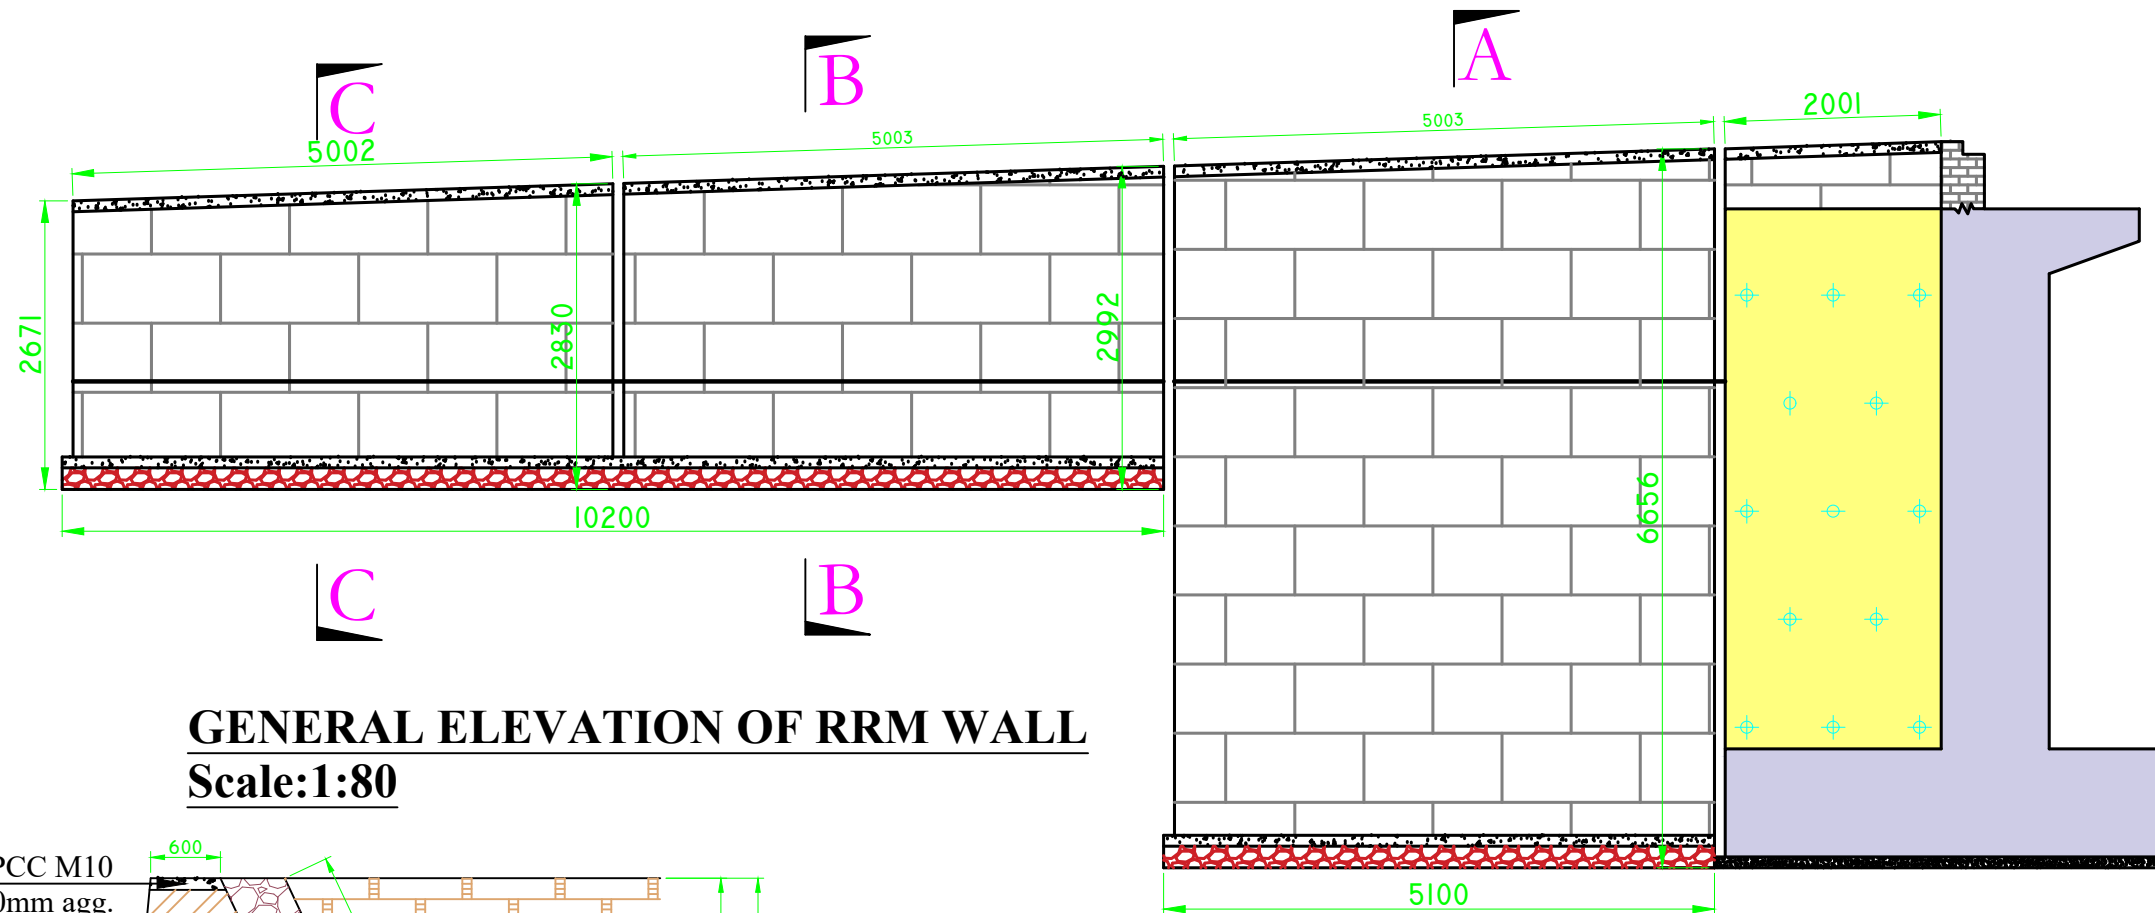 A
B
C
2001
5003
5003
5002
2671
2830
2992
6656
10200
C
B
GENERAL ELEVATION OF RRM WALL
Scale:1:80
600
PCC M10
0mm agg.
5100